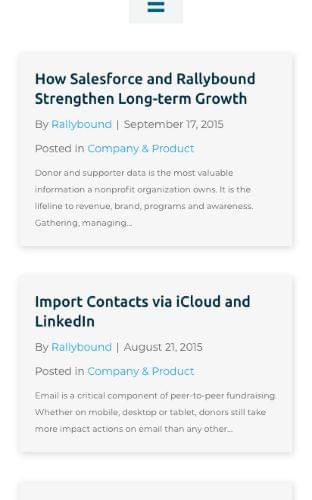 How Salesforce and Rallybound
Strengthen Long-term Growth
By Rallybound | September 17, 2015
Posted in Company & Product
Donor and supporter data is the most valuable
information a nonprofit organization owns. It is the
lifeline to revenue, brand, programs and awareness.
Gathering, managing...
Import Contacts via iCloud and
LinkedIn
By Rallybound | August 21, 2015
Posted in Company & Product
Email is a critical component of peer-to-peer fundraising.
Whether on mobile, desktop or tablet, donors still take
more impact actions on email than any other...